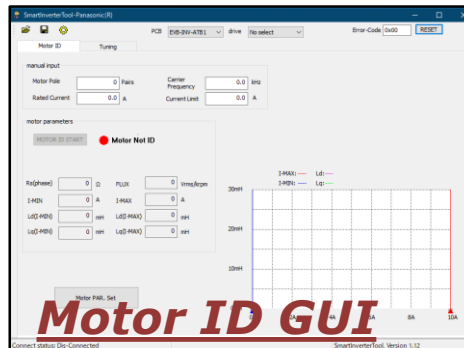 SmartInverterTool-Panasonic(R)
PCB EVB-INV-ATB1 drive No select Error-Code 0x00 RESET
Motor ID Tuning
manual input
Motor Pole 0 Pairs Carrier Frequency 0.0 kHz
Rated Current 0.0 A Current Limit 0.0 A
motor parameters
MOTOR ID START Motor Not ID
Rs(phase) 0 Ω FLUX 0 Vrms/krpm
I-MIN 0 A I-MAX 0 A
Ld(I-MIN) 0 mH Ld(I-MAX) 0 mH
Lq(I-MIN) 0 mH Lq(I-MAX) 0 mH
I-MAX: --- Ld:---
I-MIN: --- Lq:---
30mH
20mH
10mH
2A 4A 6A 8A 10A
Motor PAR. Set
Motor ID GUI
Connect status: Dis-Connected SmartInverterTool, Version 1.12